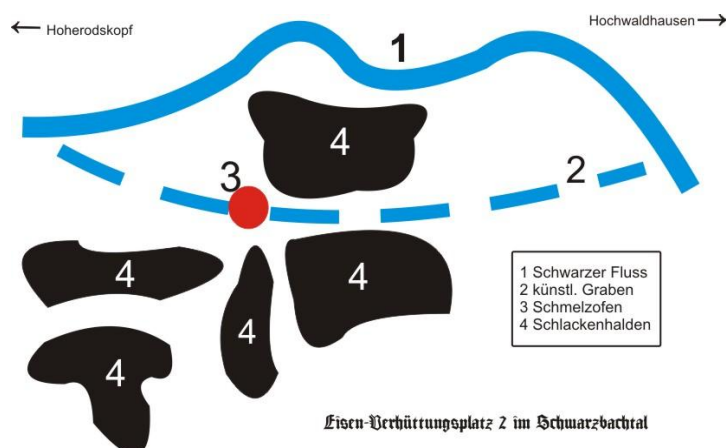 Hoherodskopf
Hochwaldhausen
1
4
3
2
4
4
4
4
1 Schwarzer Fluss
2 künstl. Graben
3 Schmelzofen
4 Schlackenhalden
Eisen-Verhüttungsplatz 2 im Schwarzbachtal